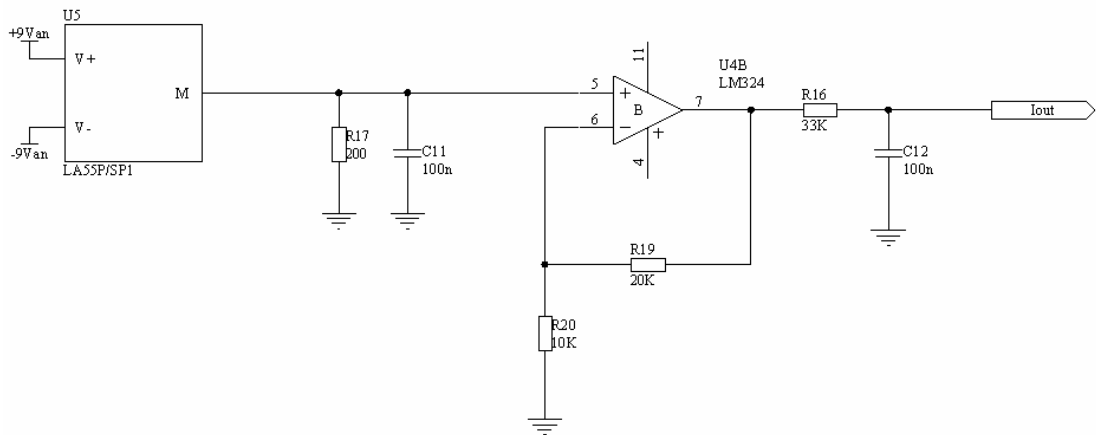 U5
+9Van
V+
M
V-
-9Van
LA55P/SP1
R17
200
C11
100n
5
6
+
−
B
11
4
+
7
U4B
LM324
R16
33K
C12
100n
Iout
R19
20K
R20
10K